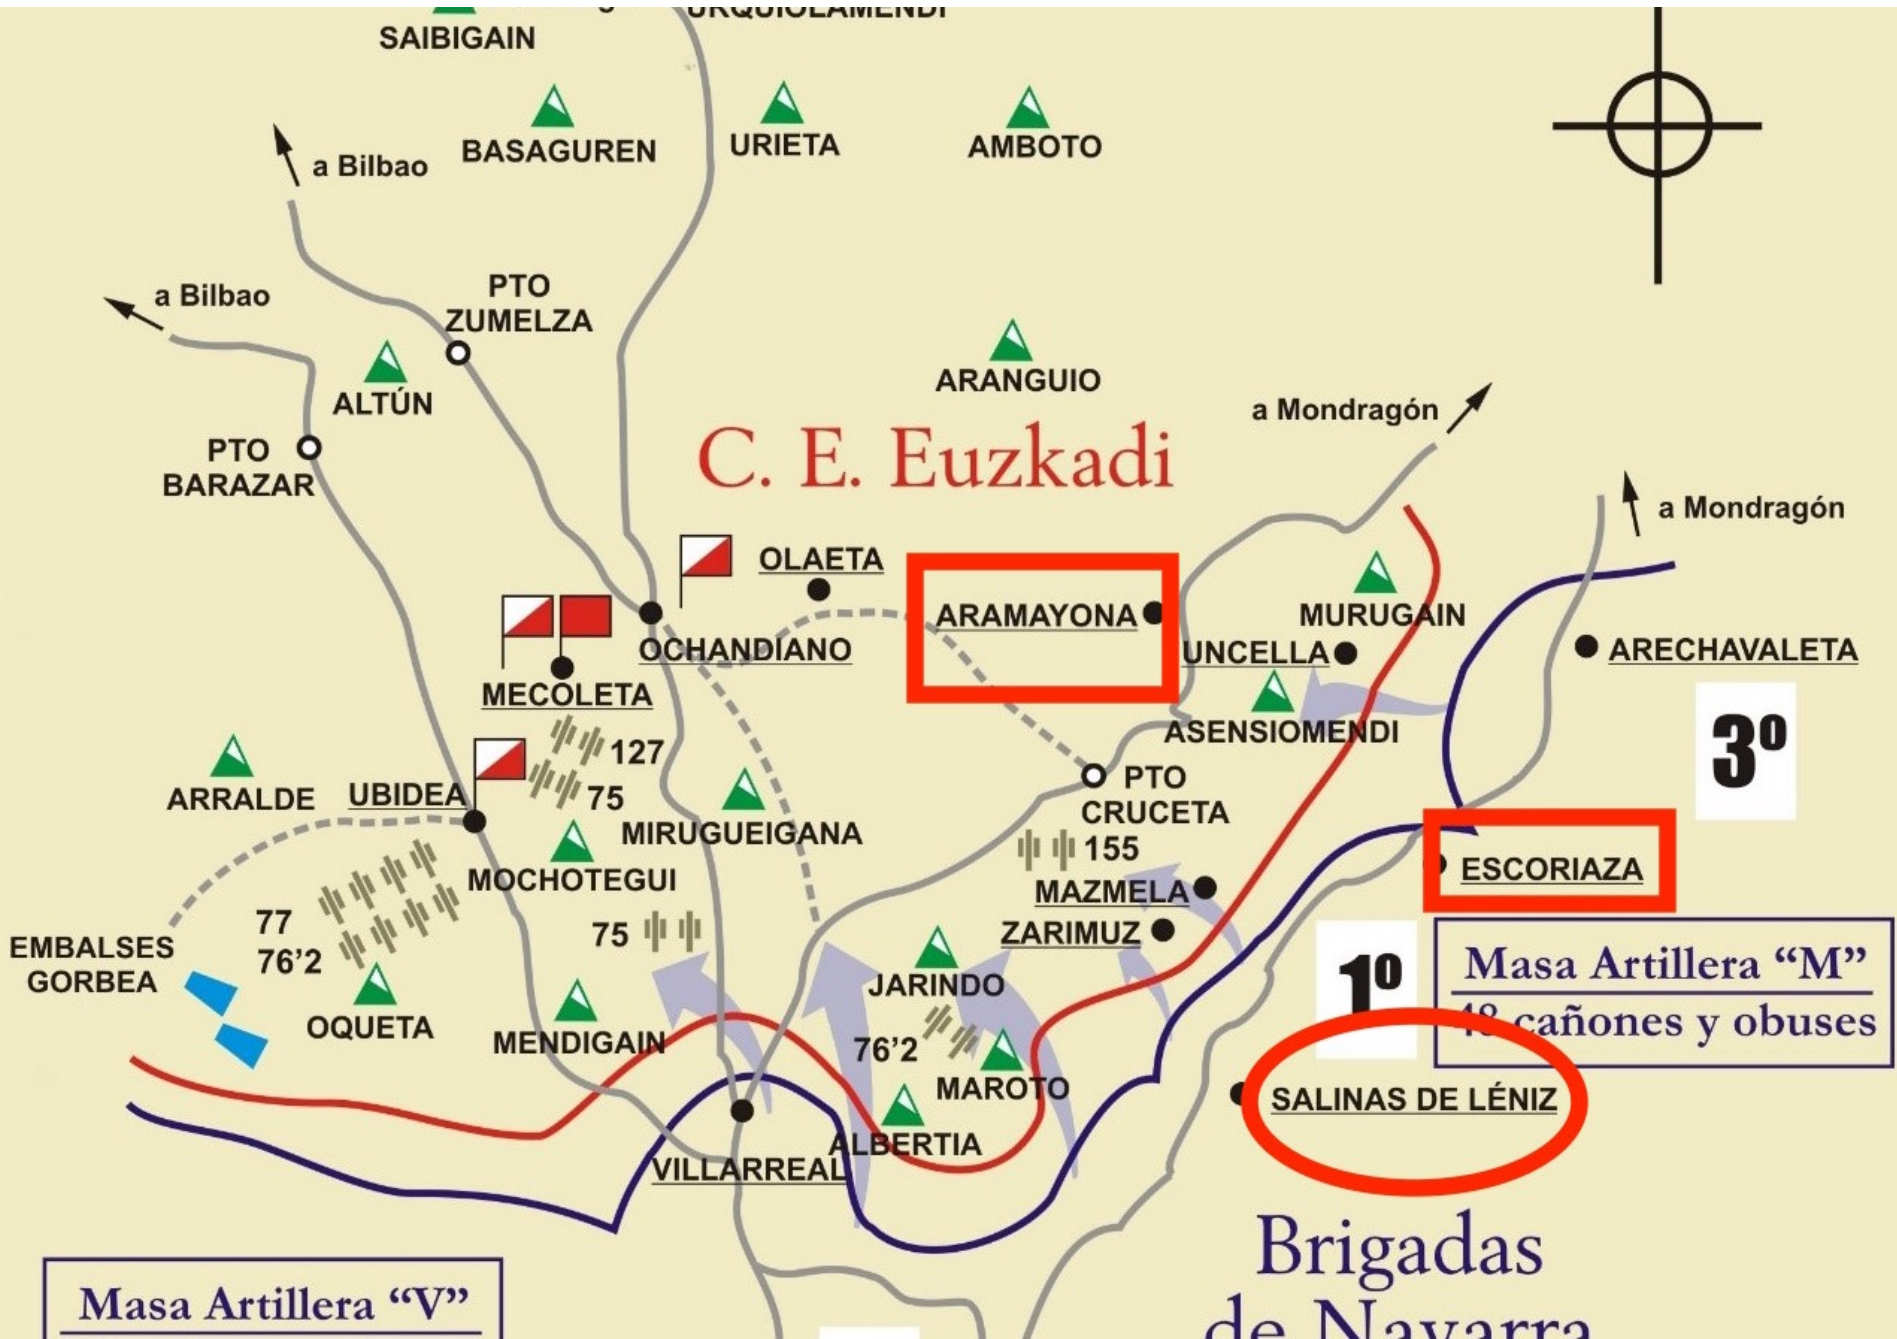 URQUIOLAMENDI
SAIBIGAIN
BASAGUREN
URIETA
AMBOTO
a Bilbao
a Bilbao
PTO
ZUMELZA
ALTÚN
ARANGUIO
a Mondragón
PTO
BARAZAR
C. E. Euzkadi
a Mondragón
OLAETA
ARAMAYONA
MURUGAIN
OCHANDIANO
UNCELLA
ARECHAVALETA
MECOLETA
ASENSIOMENDI
127
3º
ARRALDE
UBIDEA
75
MIRUGUEIGANA
PTO
CRUCETA
155
MOCHOTEGUI
MAZMELA
ESCORIAZA
77
76’2
75
ZARIMUZ
EMBALSES
GORBEA
JARINDO
1º
Masa Artillera “M”
48 cañones y obuses
OQUETA
MENDIGAIN
76’2
MAROTO
SALINAS DE LÉNIZ
ALBERTIA
VILLARREAL
Brigadas
de Navarra
Masa Artillera “V”